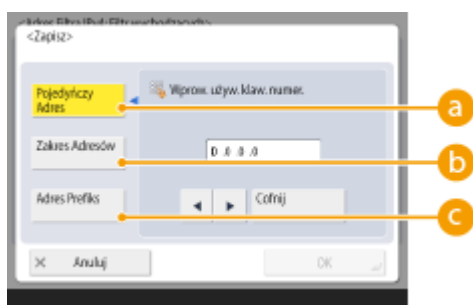 <Adres Filtra IPv4: Filtr wychodzących>
<Zapisz>
Pojedyńczy
Adres
Wprow. używ. klaw. numer.
a
Zakres Adresów
0 .0 .0 .0
b
Adres Prefiks
◀ ▶ Cofnij
c
× Anuluj
OK